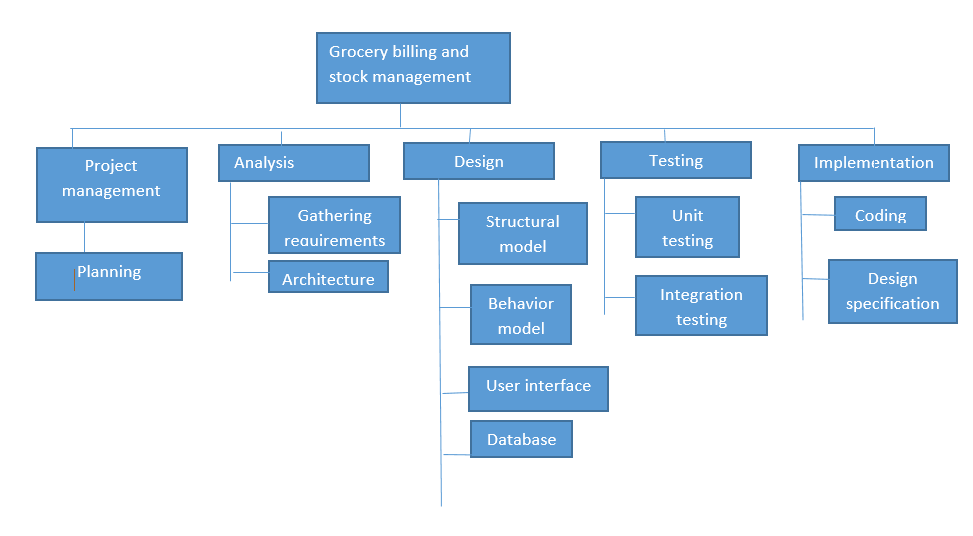 Grocery billing and
stock management
Project
management
Planning
Analysis
Gathering
requirements
Architecture
Design
Structural
model
Behavior
model
User interface
Database
Testing
Unit
testing
Integration
testing
Implementation
Coding
Design
specification